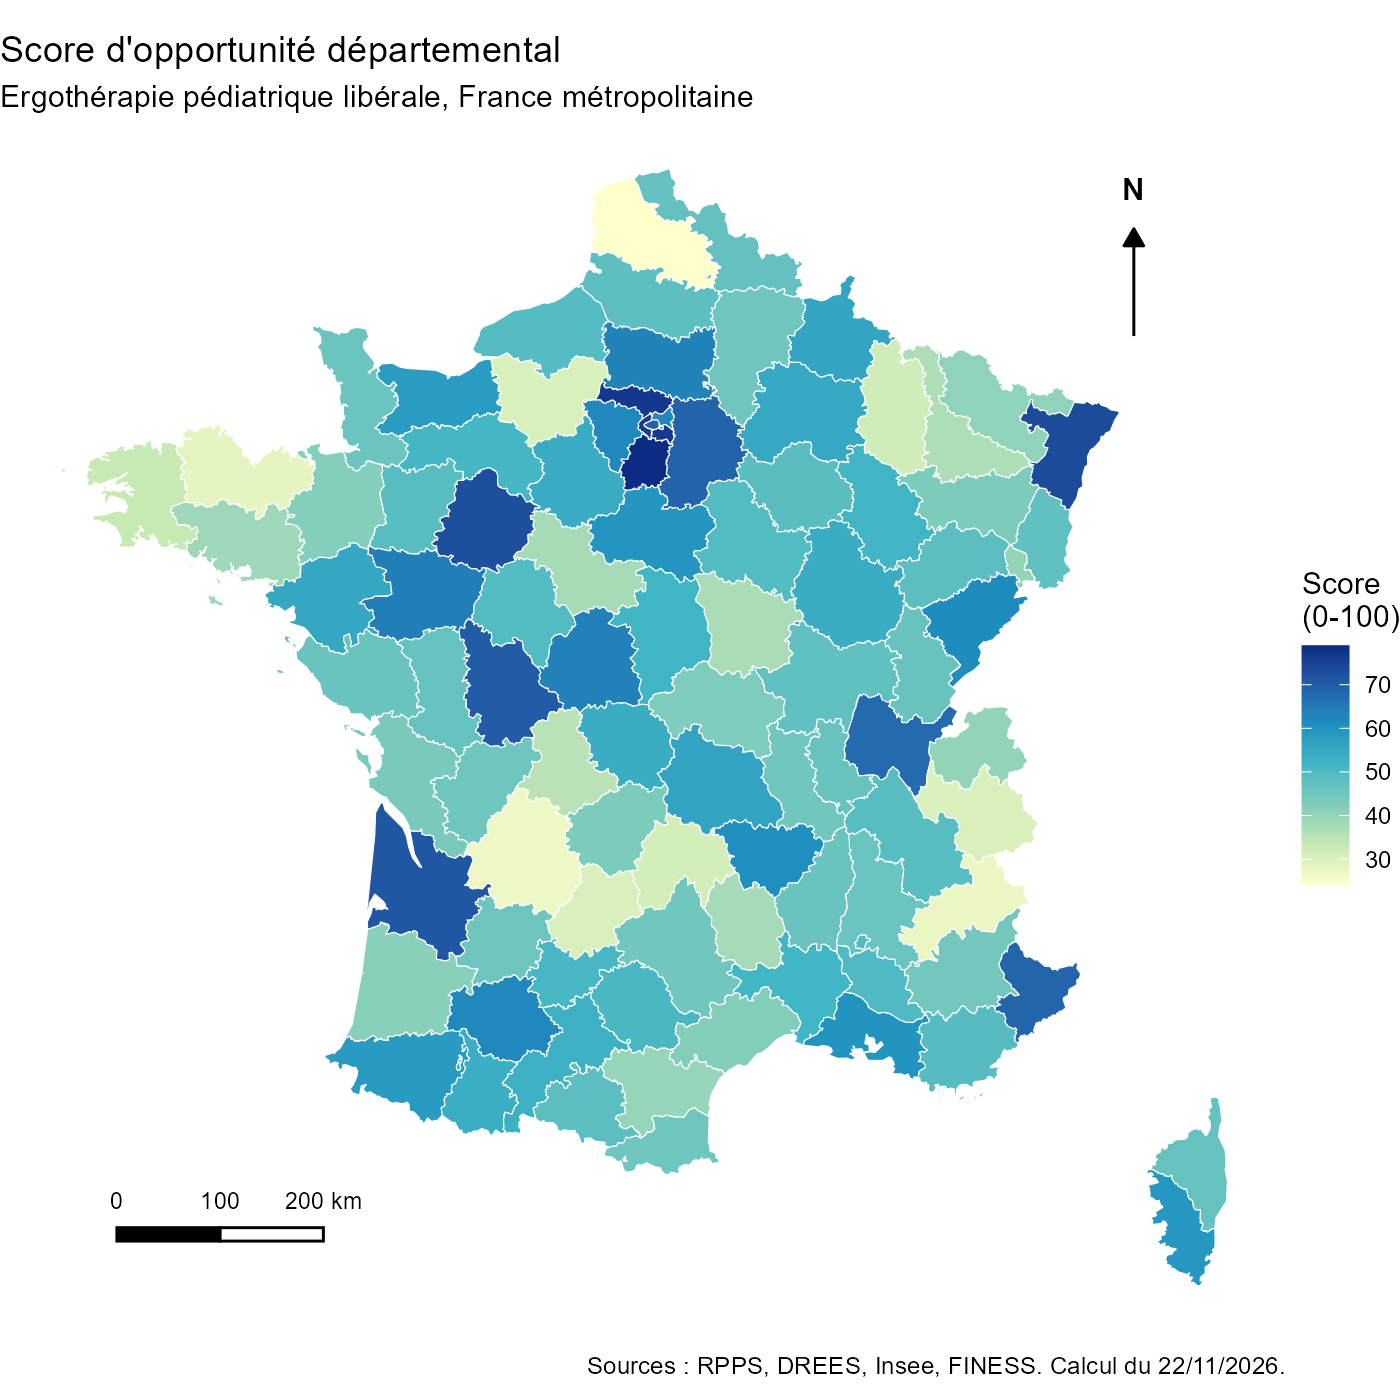 Score d'opportunité départemental
Ergothérapie pédiatrique libérale, France métropolitaine
N
Score
(0-100)
70
60
50
40
30
0 100 200 km
Sources : RPPS, DREES, Insee, FINESS. Calcul du 22/11/2026.